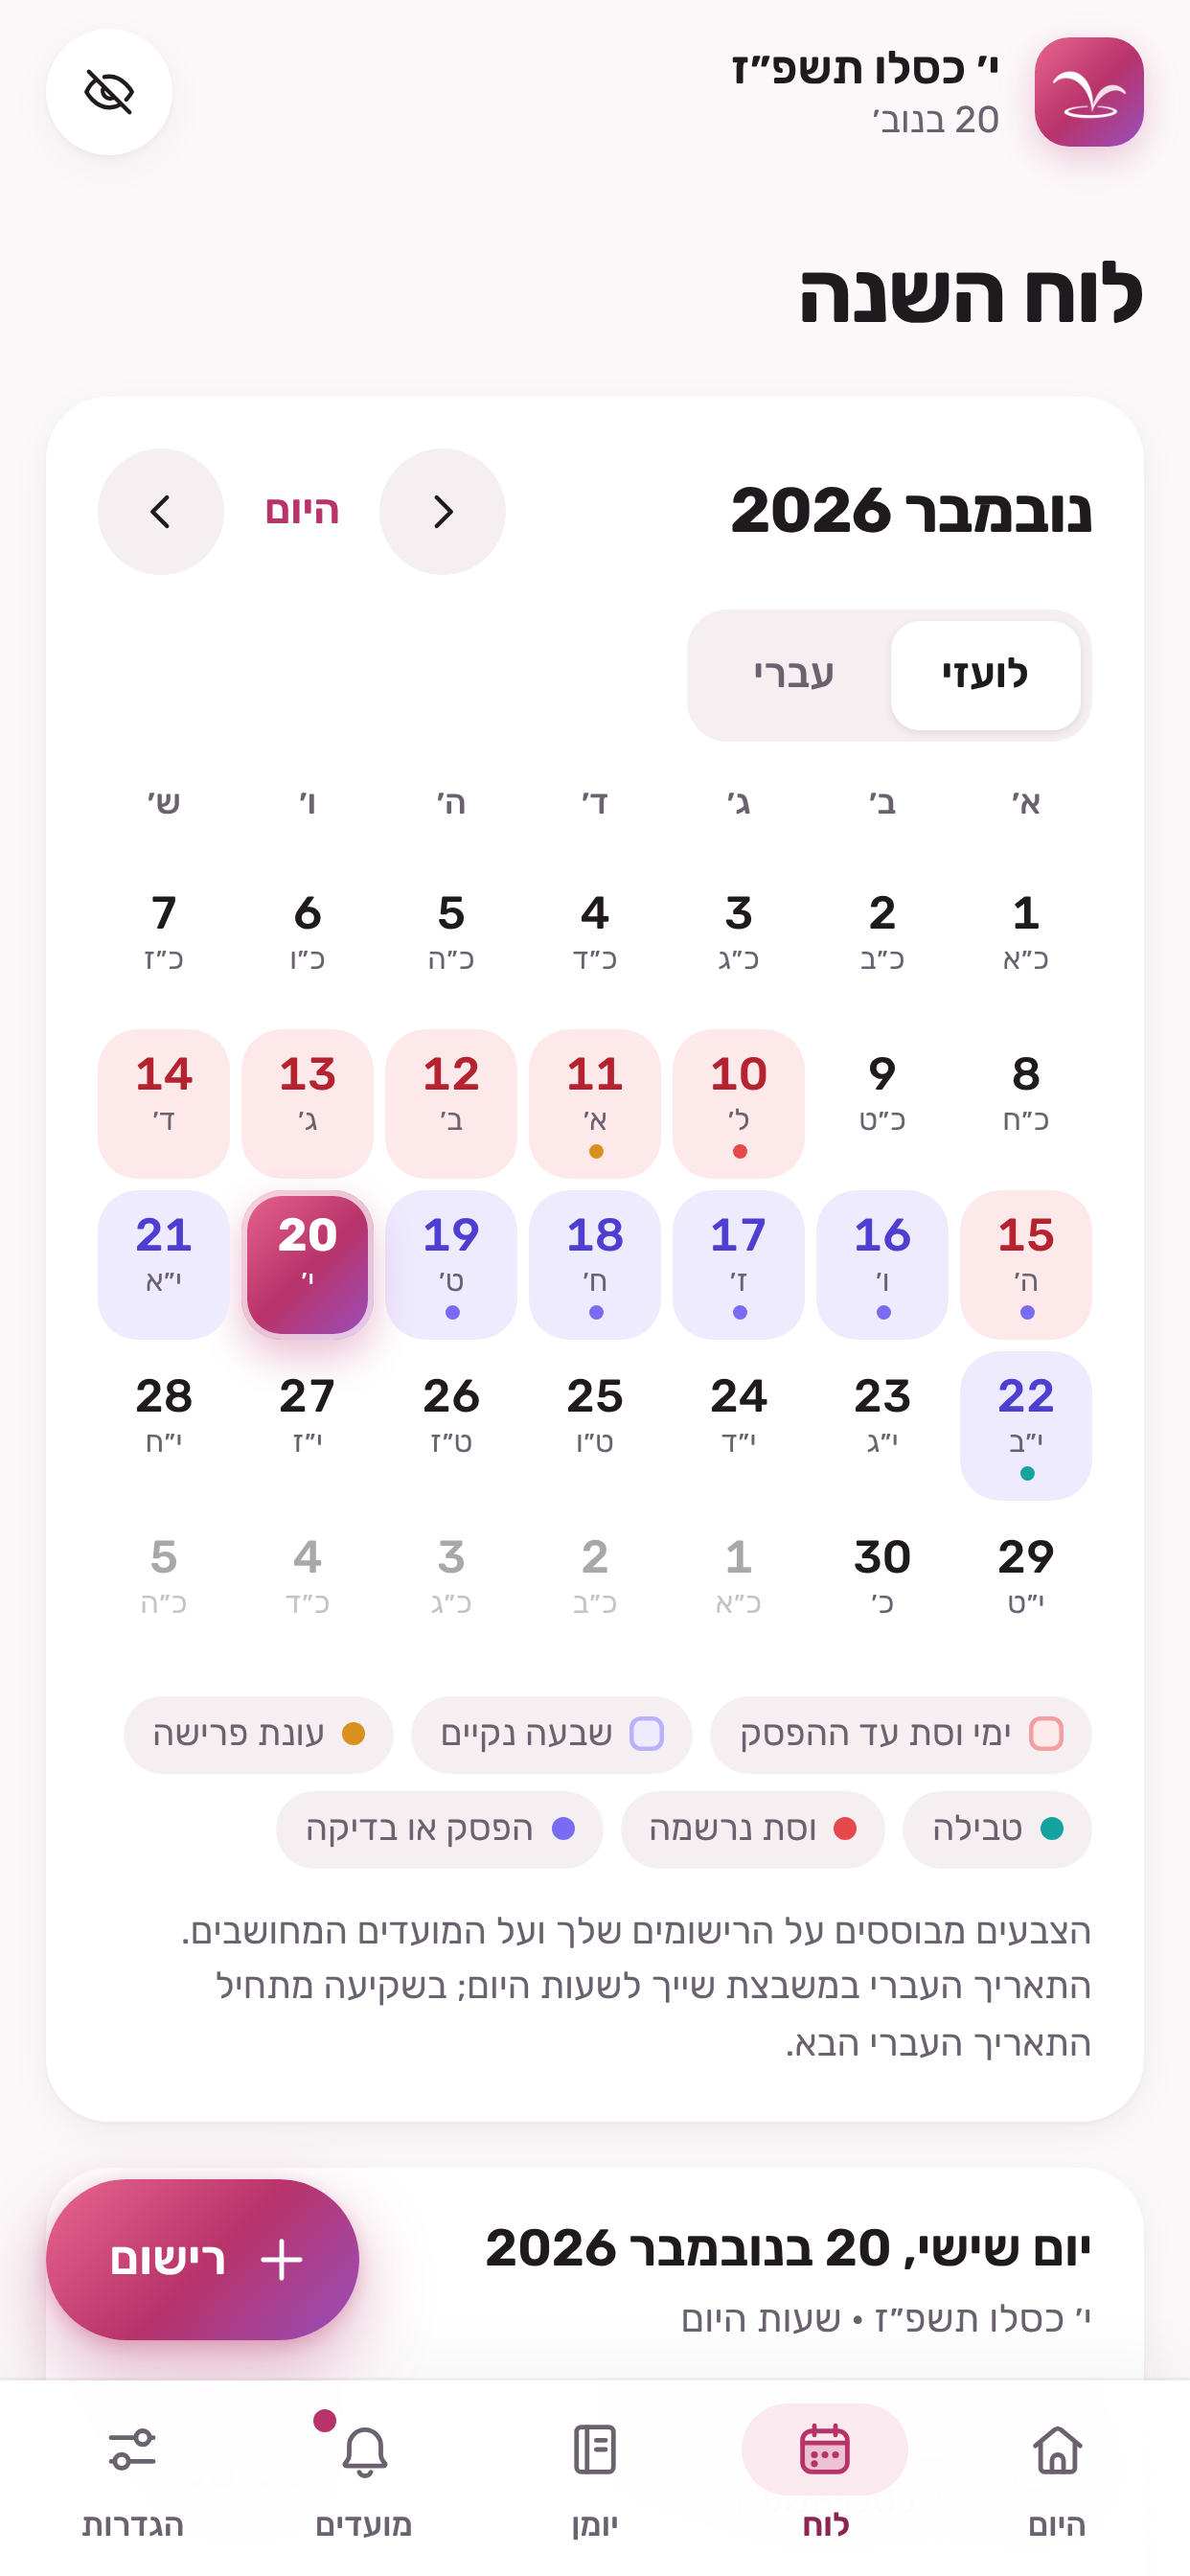 י׳ כסלו תשפ״ז
20 בנוב׳
לוח השנה
נובמבר 2026
היום
לועזי
עברי
א׳ ב׳ ג׳ ד׳ ה׳ ו׳ ש׳
1 2 3 4 5 6 7
כ״א כ״ב כ״ג כ״ד כ״ה כ״ו כ״ז
8 9 10 11 12 13 14
כ״ח כ״ט ל׳ א׳ ב׳ ג׳ ד׳
15 16 17 18 19 20 21
ה׳ ו׳ ז׳ ח׳ ט׳ י׳ י״א
22 23 24 25 26 27 28
י״ב י״ג י״ד ט״ו ט״ז י״ז י״ח
29 30 1 2 3 4 5
י״ט כ׳ כ״א כ״ב כ״ג כ״ד כ״ה
ימי וסת עד ההפסק
שבעה נקיים
עונת פרישה
טבילה
וסת נרשמה
הפסק או בדיקה
הצבעים מבוססים על הרישומים שלך ועל המועדים המחושבים.
התאריך העברי במשבצת שייך לשעות היום; בשקיעה מתחיל
התאריך העברי הבא.
יום שישי, 20 בנובמבר 2026
י׳ כסלו תשפ״ז • שעות היום
רישום
היום
לוח
יומן
מועדים
הגדרות